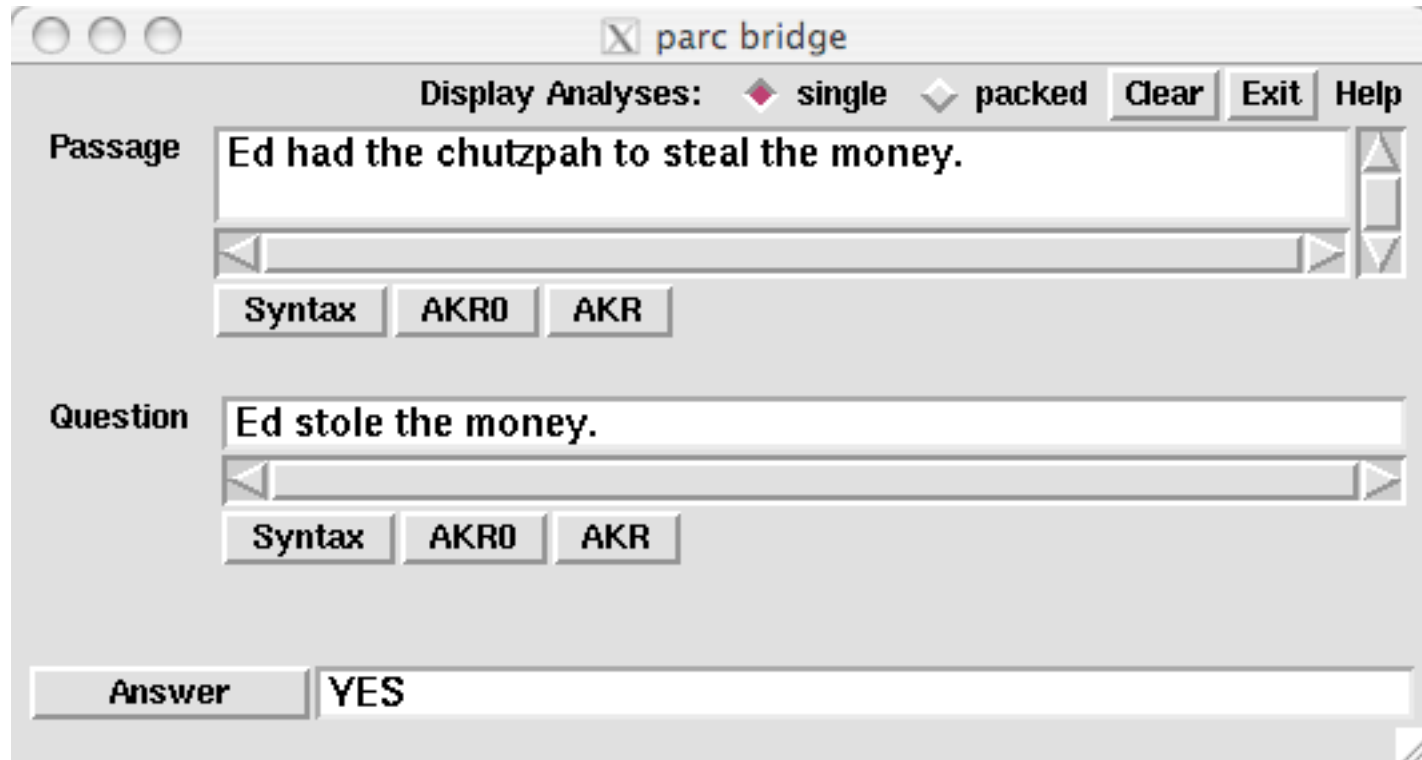 X parc bridge
Display Analyses: single packed Clear Exit Help
Passage Ed had the chutzpah to steal the money.
Syntax AKR0 AKR
Question Ed stole the money.
Syntax AKR0 AKR
Answer YES